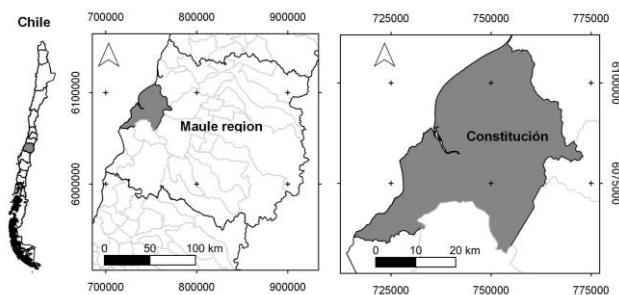 Chile
700000 800000 900000
6100000
6000000
Maule region
0 50 100 km
700000 800000 900000
725000 750000 775000
6100000
6075000
Constitución
0 10 20 km
725000 750000 775000